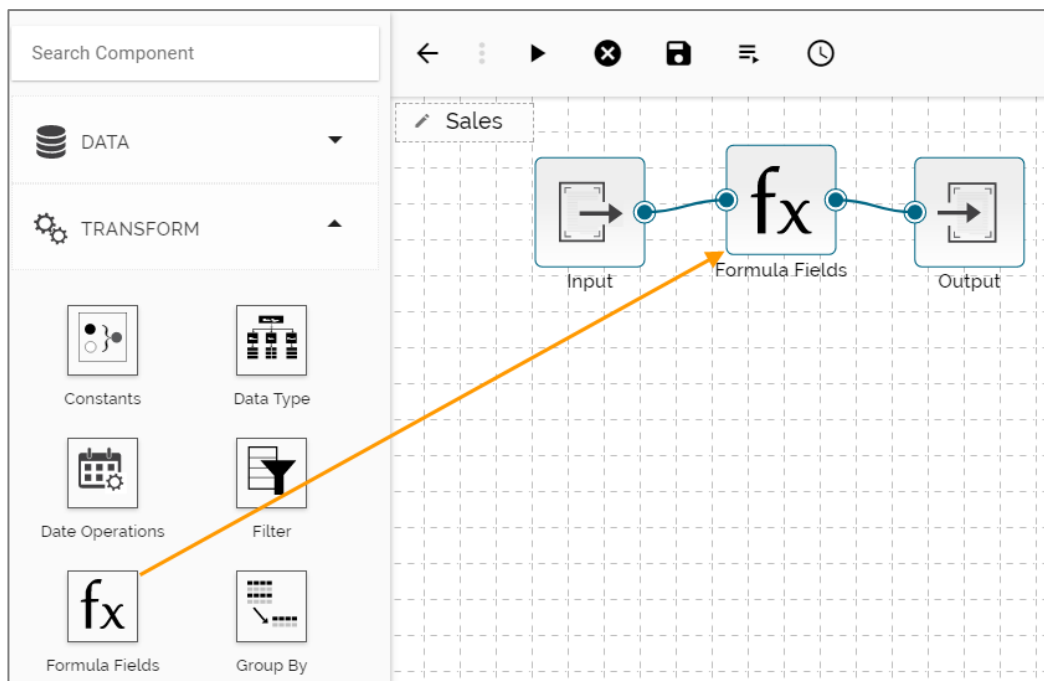 Search Component
DATA
TRANSFORM
Constants
Data Type
Date Operations
Filter
fx
Formula Fields
Group By
Sales
Input
fx
Formula Fields
Output